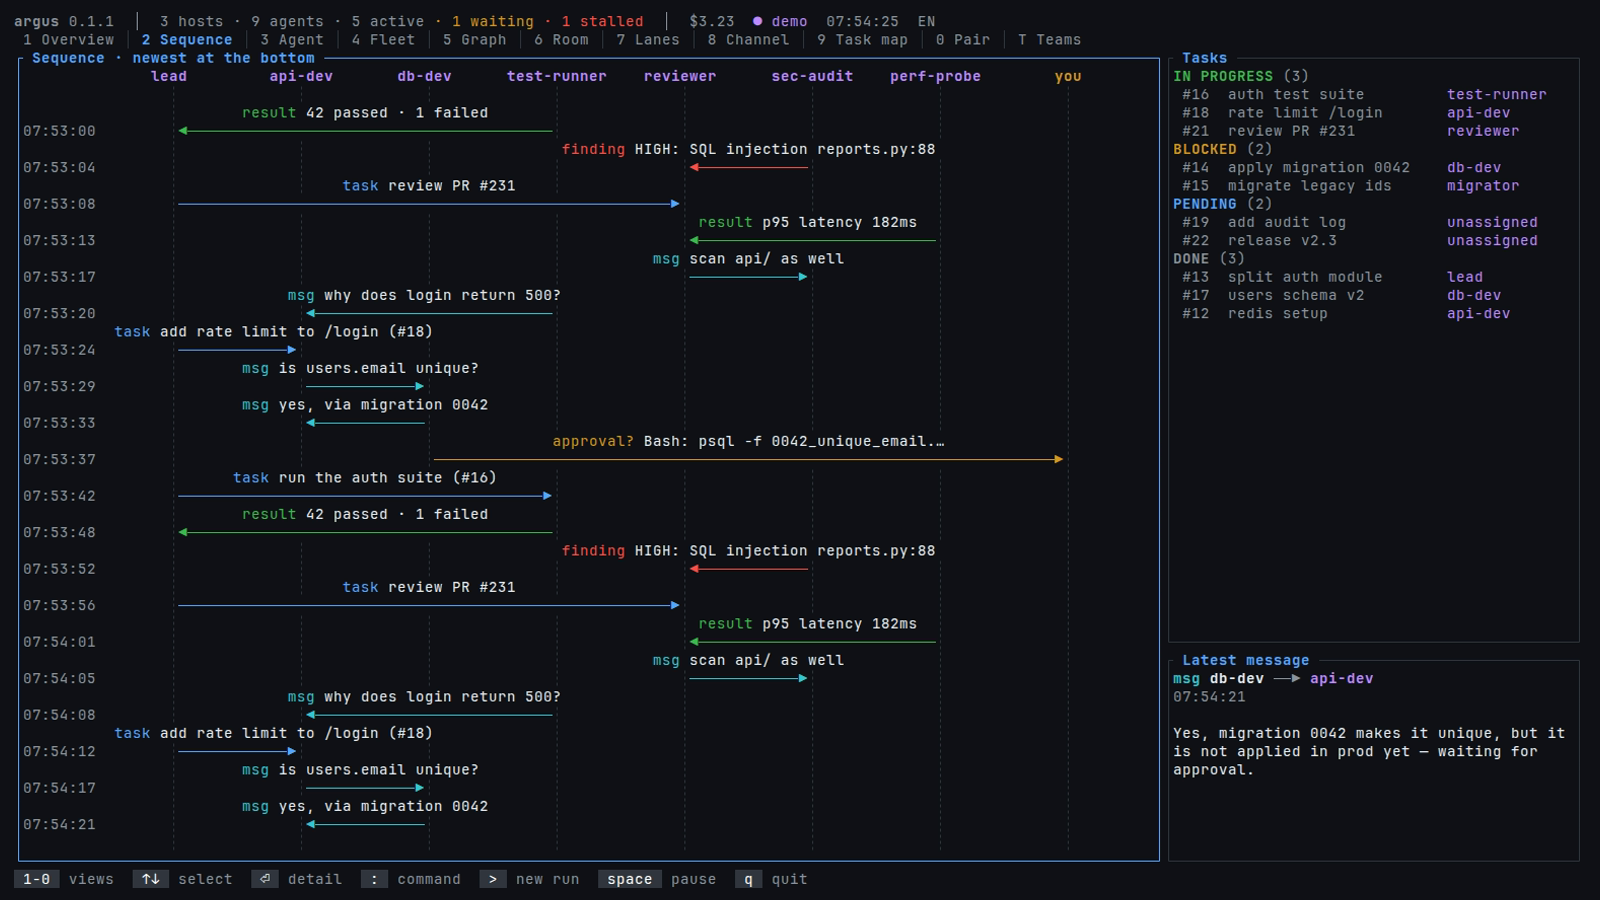 argus 0.1.1 │ 3 hosts · 9 agents · 5 active · 1 waiting · 1 stalled │ $3.23 ● demo 07:54:25 EN
1 Overview │ 2 Sequence │ 3 Agent │ 4 Fleet │ 5 Graph │ 6 Room │ 7 Lanes │ 8 Channel │ 9 Task map │ 0 Pair │ T Teams
Sequence · newest at the bottom
lead api-dev db-dev test-runner reviewer sec-audit perf-probe you
result 42 passed · 1 failed
07:53:00
finding HIGH: SQL injection reports.py:88
07:53:04
task review PR #231
07:53:08
result p95 latency 182ms
07:53:13
msg scan api/ as well
07:53:17
msg why does login return 500?
07:53:20
task add rate limit to /login (#18)
07:53:24
msg is users.email unique?
07:53:29
msg yes, via migration 0042
07:53:33
approval? Bash: psql -f 0042_unique_email.…
07:53:37
task run the auth suite (#16)
07:53:42
result 42 passed · 1 failed
07:53:48
finding HIGH: SQL injection reports.py:88
07:53:52
task review PR #231
07:53:56
result p95 latency 182ms
07:54:01
msg scan api/ as well
07:54:05
msg why does login return 500?
07:54:08
task add rate limit to /login (#18)
07:54:12
msg is users.email unique?
07:54:17
msg yes, via migration 0042
07:54:21
Tasks
IN PROGRESS (3)
#16 auth test suite test-runner
#18 rate limit /login api-dev
#21 review PR #231 reviewer
BLOCKED (2)
#14 apply migration 0042 db-dev
#15 migrate legacy ids migrator
PENDING (2)
#19 add audit log unassigned
#22 release v2.3 unassigned
DONE (3)
#13 split auth module lead
#17 users schema v2 db-dev
#12 redis setup api-dev
Latest message
msg db-dev ──▶ api-dev
07:54:21
Yes, migration 0042 makes it unique, but it
is not applied in prod yet — waiting for
approval.
1-0 views ↑↓ select ⏎ detail : command > new run space pause q quit